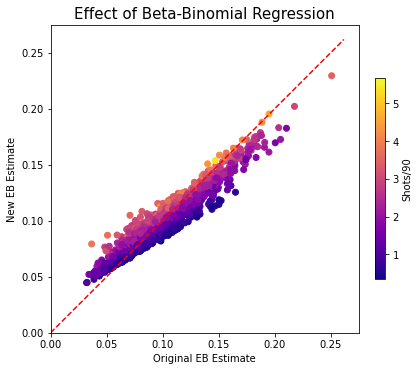 Effect of Beta-Binomial Regression
0.25
0.20
0.15
0.10
0.05
0.00
New EB Estimate
0.00 0.05 0.10 0.15 0.20 0.25
Original EB Estimate
5
4
3
2
1
Shots/90